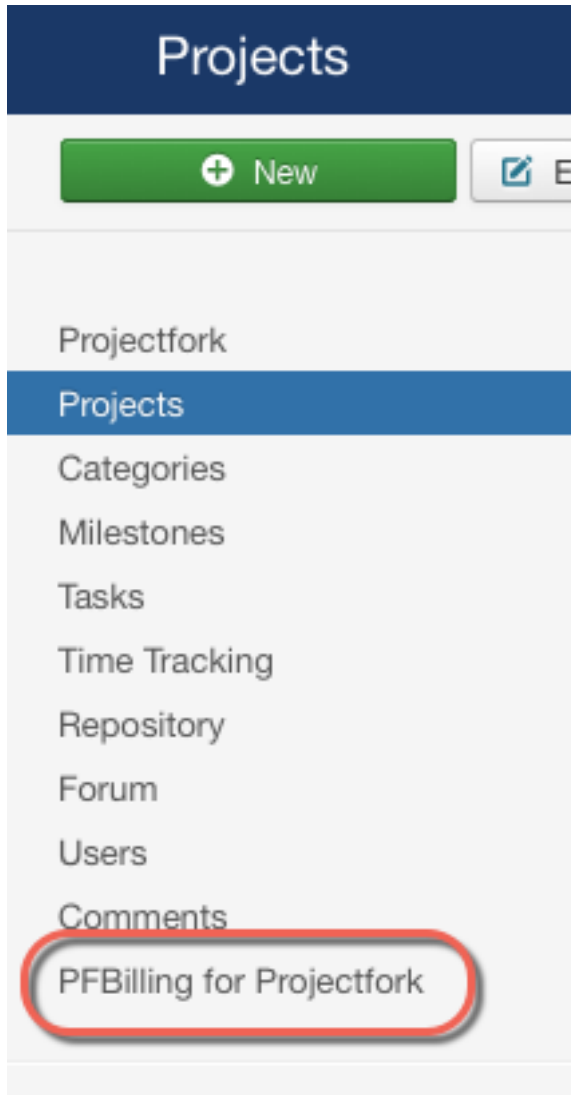 Projects
New
E
Projectfork
Projects
Categories
Milestones
Tasks
Time Tracking
Repository
Forum
Users
Comments
PFBilling for Projectfork